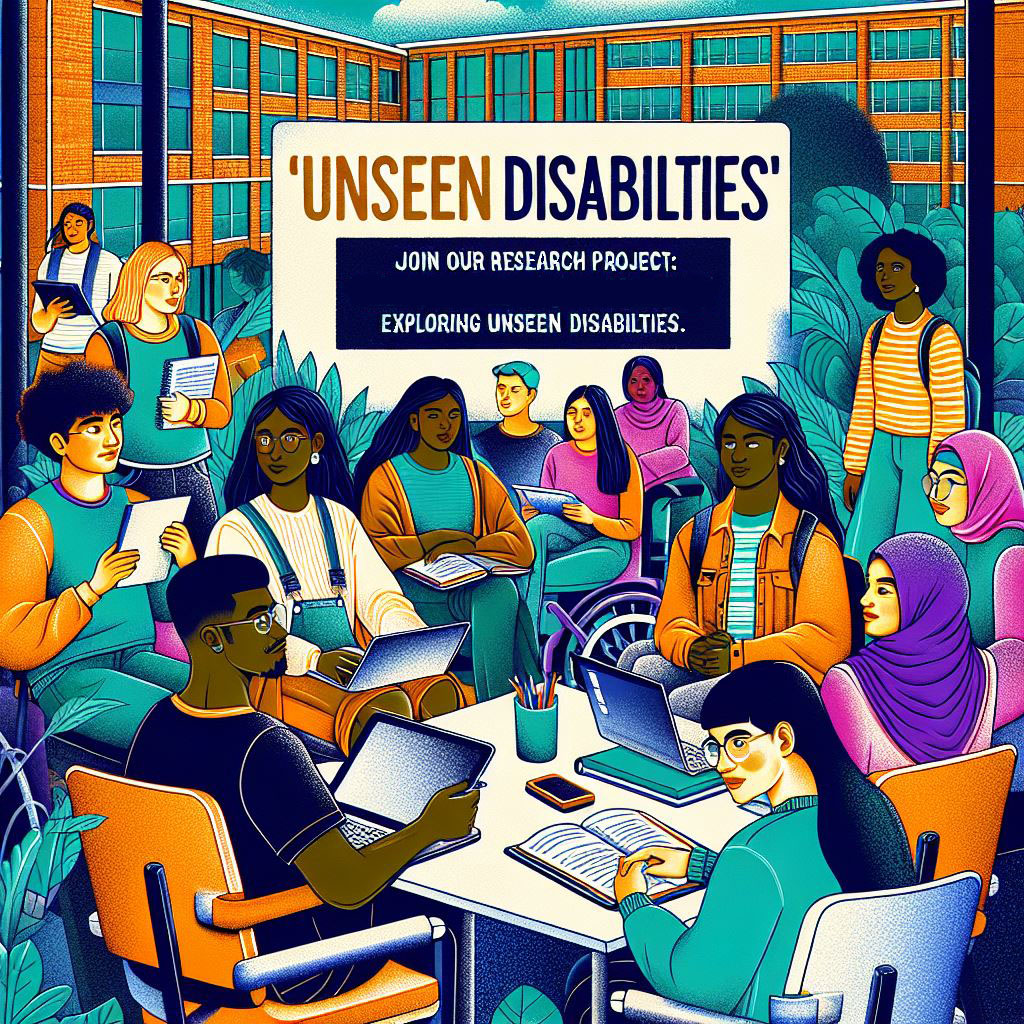 'UNSEEN DISABILTIES'
JOIN OUR RESEARCH PROJECT:
EXPLORING UNSEEN DISABILTIES.